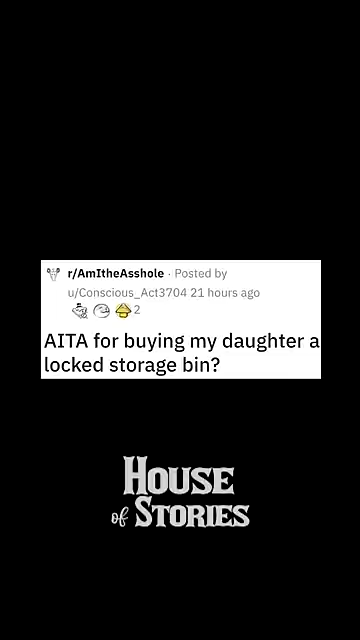 r/AmItheAsshole · Posted by
u/Conscious_Act3704 21 hours ago
2
AITA for buying my daughter a
locked storage bin?
HOUSE
of STORIES